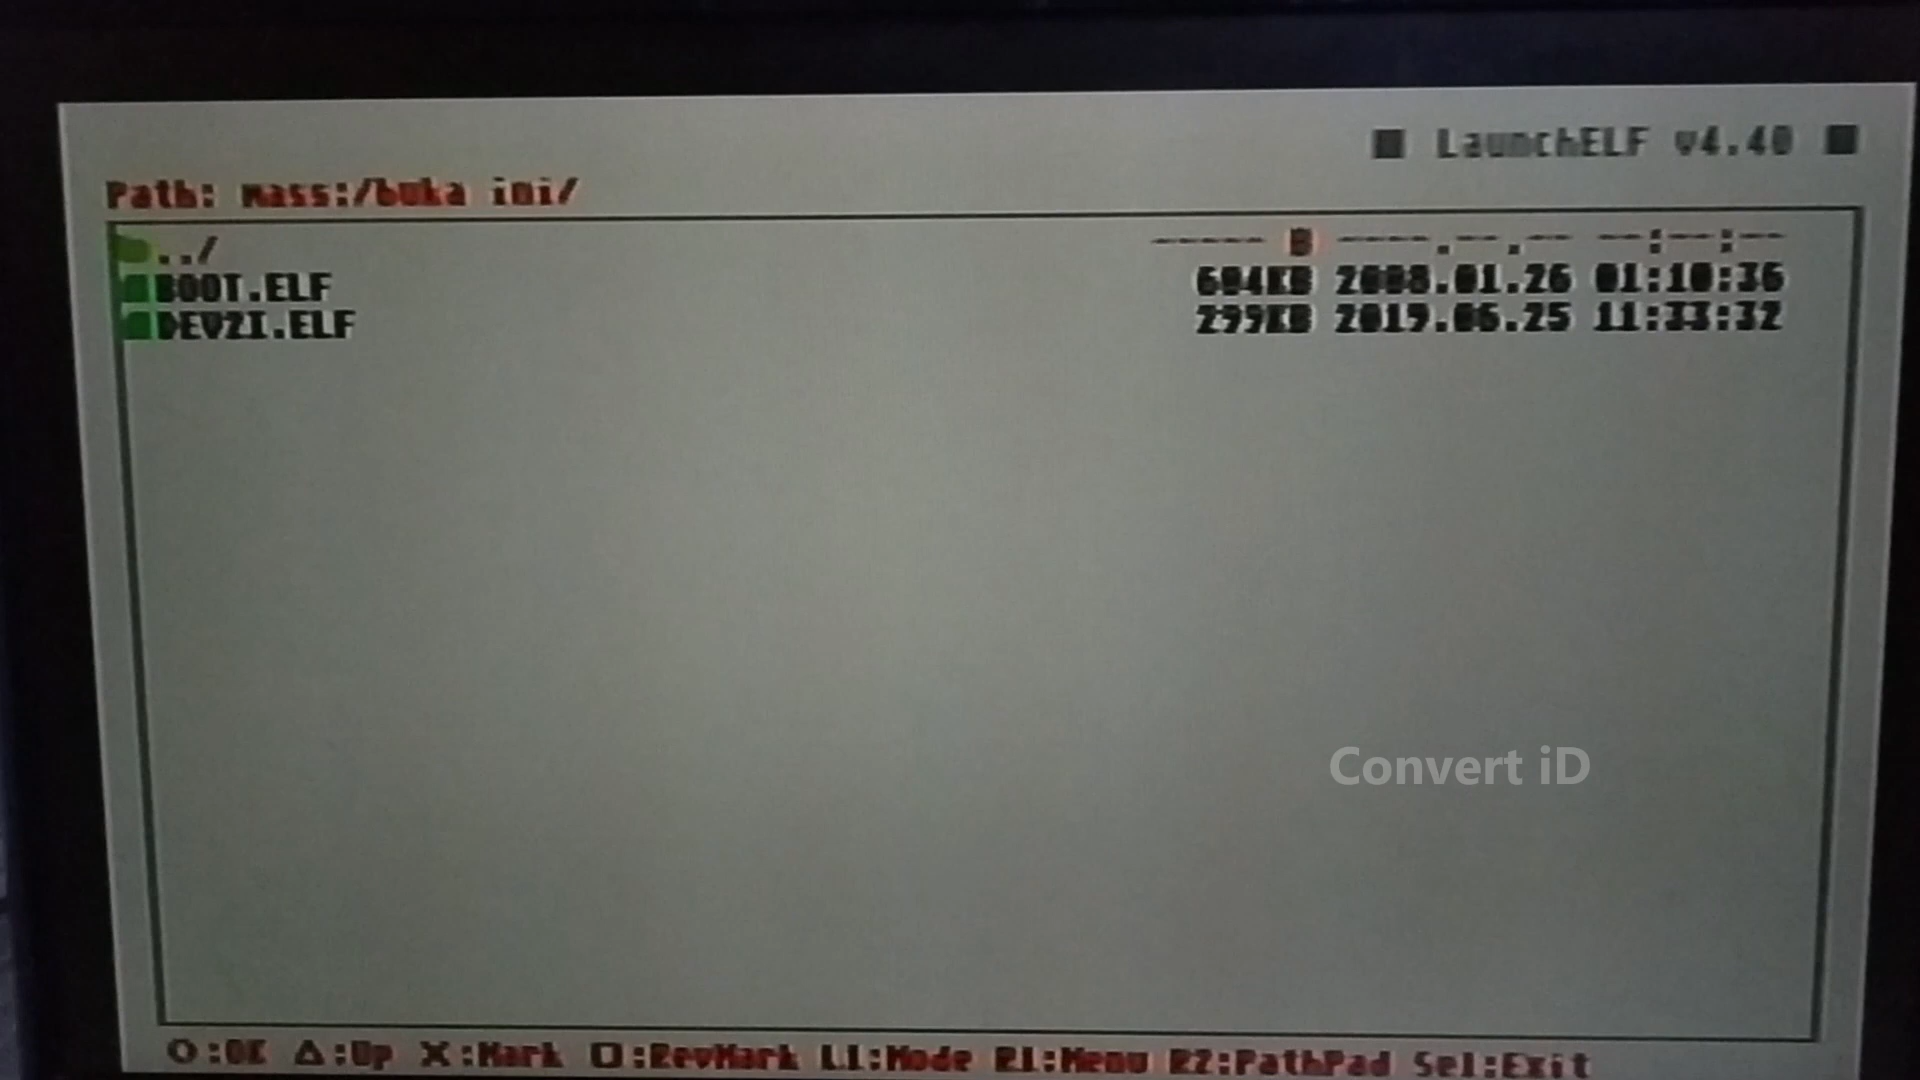 ■ LaunchELF v4.40 ■
Path: mass:/buka ini/
../ ----- B ----.--.-- --:--:--
BOOT.ELF 604KB 2008.01.26 01:10:36
DEV2I.ELF 299KB 2019.06.25 11:33:32
Convert iD
O:OK △:Up X:Mark □:RevMark L1:Mode R1:Menu R2:PathPad Sel:Exit